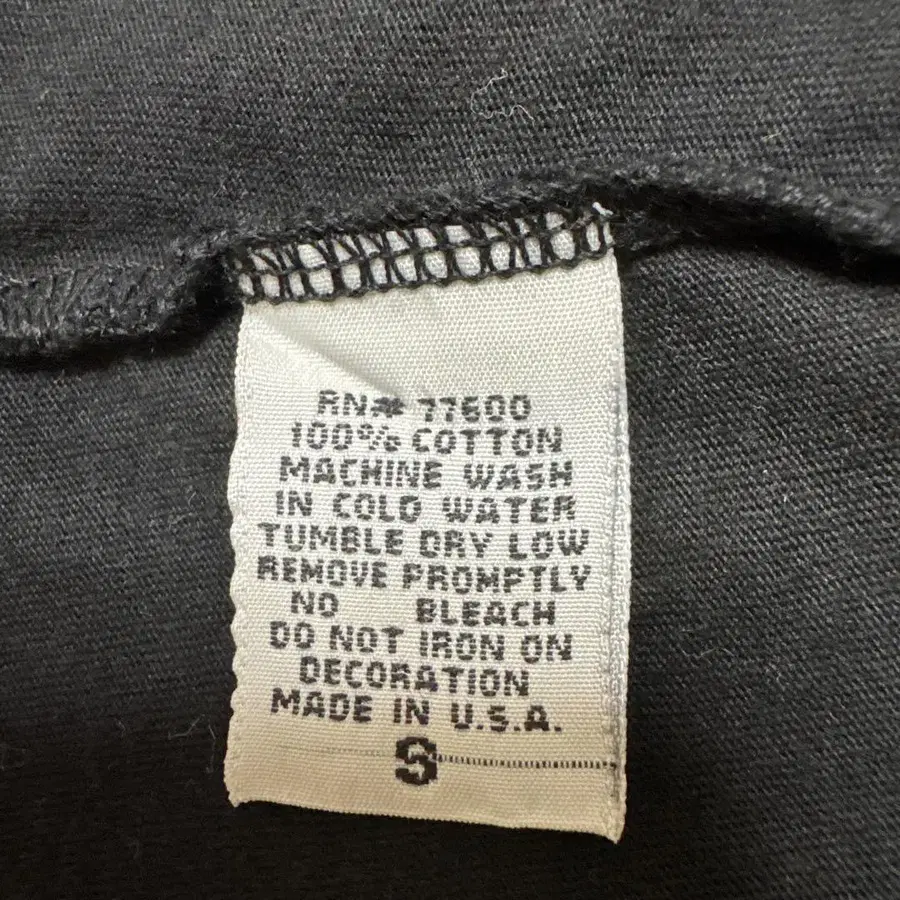 RN# 77600
100% COTTON
MACHINE WASH
IN COLD WATER
TUMBLE DRY LOW
REMOVE PROMPTLY
NO BLEACH
DO NOT IRON ON
DECORATION
MADE IN U.S.A.
S